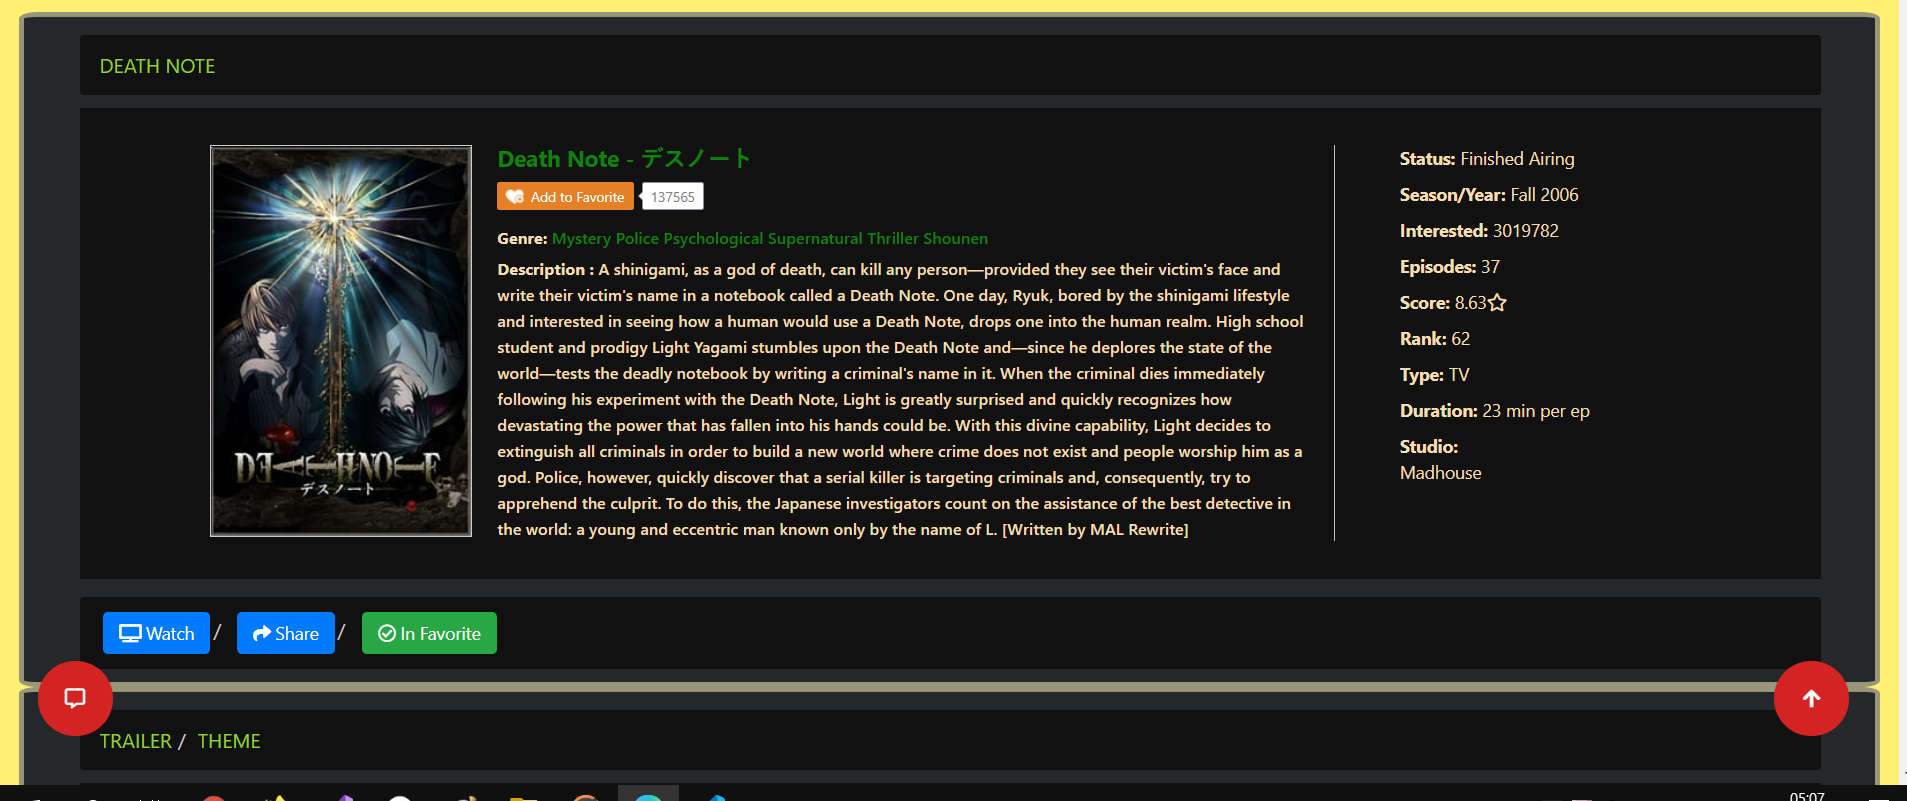 DEATH NOTE
DEATHNOTE
デスノート
Death Note - デスノート
Add to Favorite 137565
Genre: Mystery Police Psychological Supernatural Thriller Shounen
Description : A shinigami, as a god of death, can kill any person—provided they see their victim's face and
write their victim's name in a notebook called a Death Note. One day, Ryuk, bored by the shinigami lifestyle
and interested in seeing how a human would use a Death Note, drops one into the human realm. High school
student and prodigy Light Yagami stumbles upon the Death Note and—since he deplores the state of the
world—tests the deadly notebook by writing a criminal's name in it. When the criminal dies immediately
following his experiment with the Death Note, Light is greatly surprised and quickly recognizes how
devastating the power that has fallen into his hands could be. With this divine capability, Light decides to
extinguish all criminals in order to build a new world where crime does not exist and people worship him as a
god. Police, however, quickly discover that a serial killer is targeting criminals and, consequently, try to
apprehend the culprit. To do this, the Japanese investigators count on the assistance of the best detective in
the world: a young and eccentric man known only by the name of L. [Written by MAL Rewrite]
Status: Finished Airing
Season/Year: Fall 2006
Interested: 3019782
Episodes: 37
Score: 8.63
Rank: 62
Type: TV
Duration: 23 min per ep
Studio:
Madhouse
Watch / Share / In Favorite
TRAILER / THEME
05:07